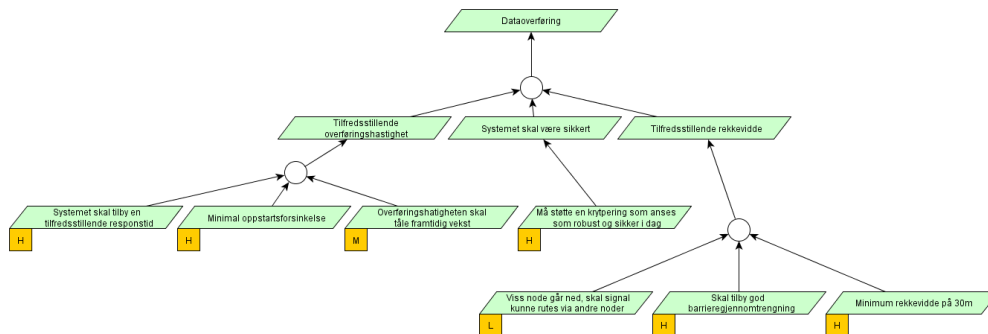 Dataoverføring
Tilfredsstillende
overføringshastighet
Systemet skal være sikkert
Tilfredsstillende rekkevidde
Systemet skal tilby en
tilfredsstillende responstid
H
Minimal oppstartsforsinkelse
H
Overføringshatigheten skal
tåle framtidig vekst
M
Må støtte en krytpering som anses
som robust og sikker i dag
H
Viss node går ned, skal signal
kunne rutes via andre noder
L
Skal tilby god
barrieregjennomtrengning
H
Minimum rekkevidde på 30m
H